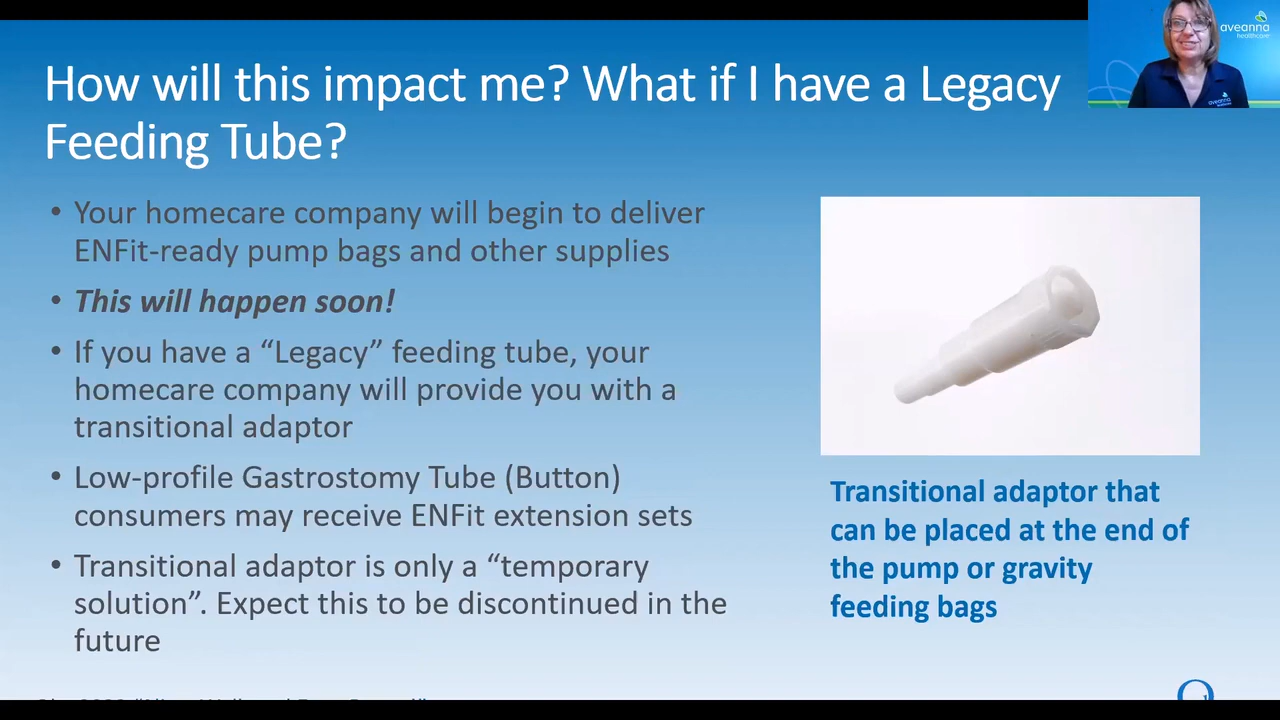 How will this impact me? What if I have a Legacy
Feeding Tube?
• Your homecare company will begin to deliver
ENFit-ready pump bags and other supplies
• This will happen soon!
• If you have a “Legacy” feeding tube, your
homecare company will provide you with a
transitional adaptor
• Low-profile Gastrostomy Tube (Button)
consumers may receive ENFit extension sets
• Transitional adaptor is only a “temporary
solution”. Expect this to be discontinued in the
future
Transitional adaptor that
can be placed at the end of
the pump or gravity
feeding bags
aveanna
healthcare
aveanna